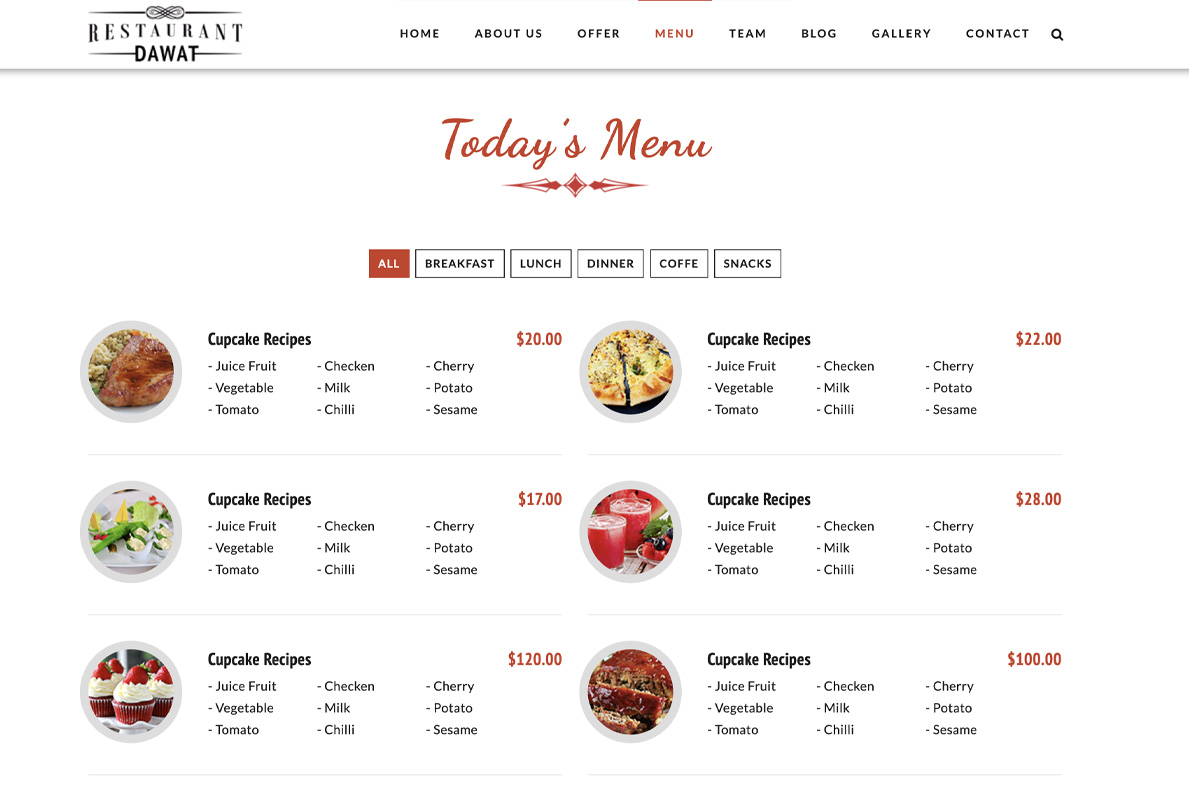 RESTAURANT
DAWAT
HOME ABOUT US OFFER MENU TEAM BLOG GALLERY CONTACT
Today's Menu
ALL BREAKFAST LUNCH DINNER COFFE SNACKS
Cupcake Recipes $20.00
- Juice Fruit - Checken - Cherry
- Vegetable - Milk - Potato
- Tomato - Chilli - Sesame
Cupcake Recipes $22.00
- Juice Fruit - Checken - Cherry
- Vegetable - Milk - Potato
- Tomato - Chilli - Sesame
Cupcake Recipes $17.00
- Juice Fruit - Checken - Cherry
- Vegetable - Milk - Potato
- Tomato - Chilli - Sesame
Cupcake Recipes $28.00
- Juice Fruit - Checken - Cherry
- Vegetable - Milk - Potato
- Tomato - Chilli - Sesame
Cupcake Recipes $120.00
- Juice Fruit - Checken - Cherry
- Vegetable - Milk - Potato
- Tomato - Chilli - Sesame
Cupcake Recipes $100.00
- Juice Fruit - Checken - Cherry
- Vegetable - Milk - Potato
- Tomato - Chilli - Sesame